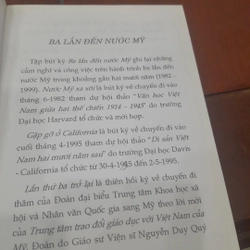 BA LẦN ĐẾN NƯỚC MỸ
Tập bút ký Ba lần đến nước Mỹ ghi lại những
cảm nghĩ và công việc trên hành trình ba lần đến
nước Mỹ trong khoảng gần hai mươi năm (1982 -
1999). Nước Mỹ xa xôi là bút ký về chuyến đi vào
tháng 6-1982 tham dự hội thảo "Văn học Việt
Nam giữa hai thế chiến 1914 - 1945" do trường
Đại học Harvard tổ chức và mời.
Gặp gỡ ở California là bút ký về chuyến đi vào
cuối tháng 4-1995 tham dự hội thảo "Di sản Việt
Nam hai mươi năm sau" do trường Đại học Davis
- California tổ chức từ 30-4-1995 đến 2-5-1995.
Lần thứ ba trở lại là thiên hồi ký về chuyến đi
thăm của Đoàn đại biểu Trung tâm Khoa học xã
hội và Nhân văn Quốc gia sang Mỹ theo lời mời
của Trung tâm trao đổi giáo dục với Việt Nam của
Mỹ. Đoàn do Giáo sư Viện sĩ Nguyễn Duy Quý